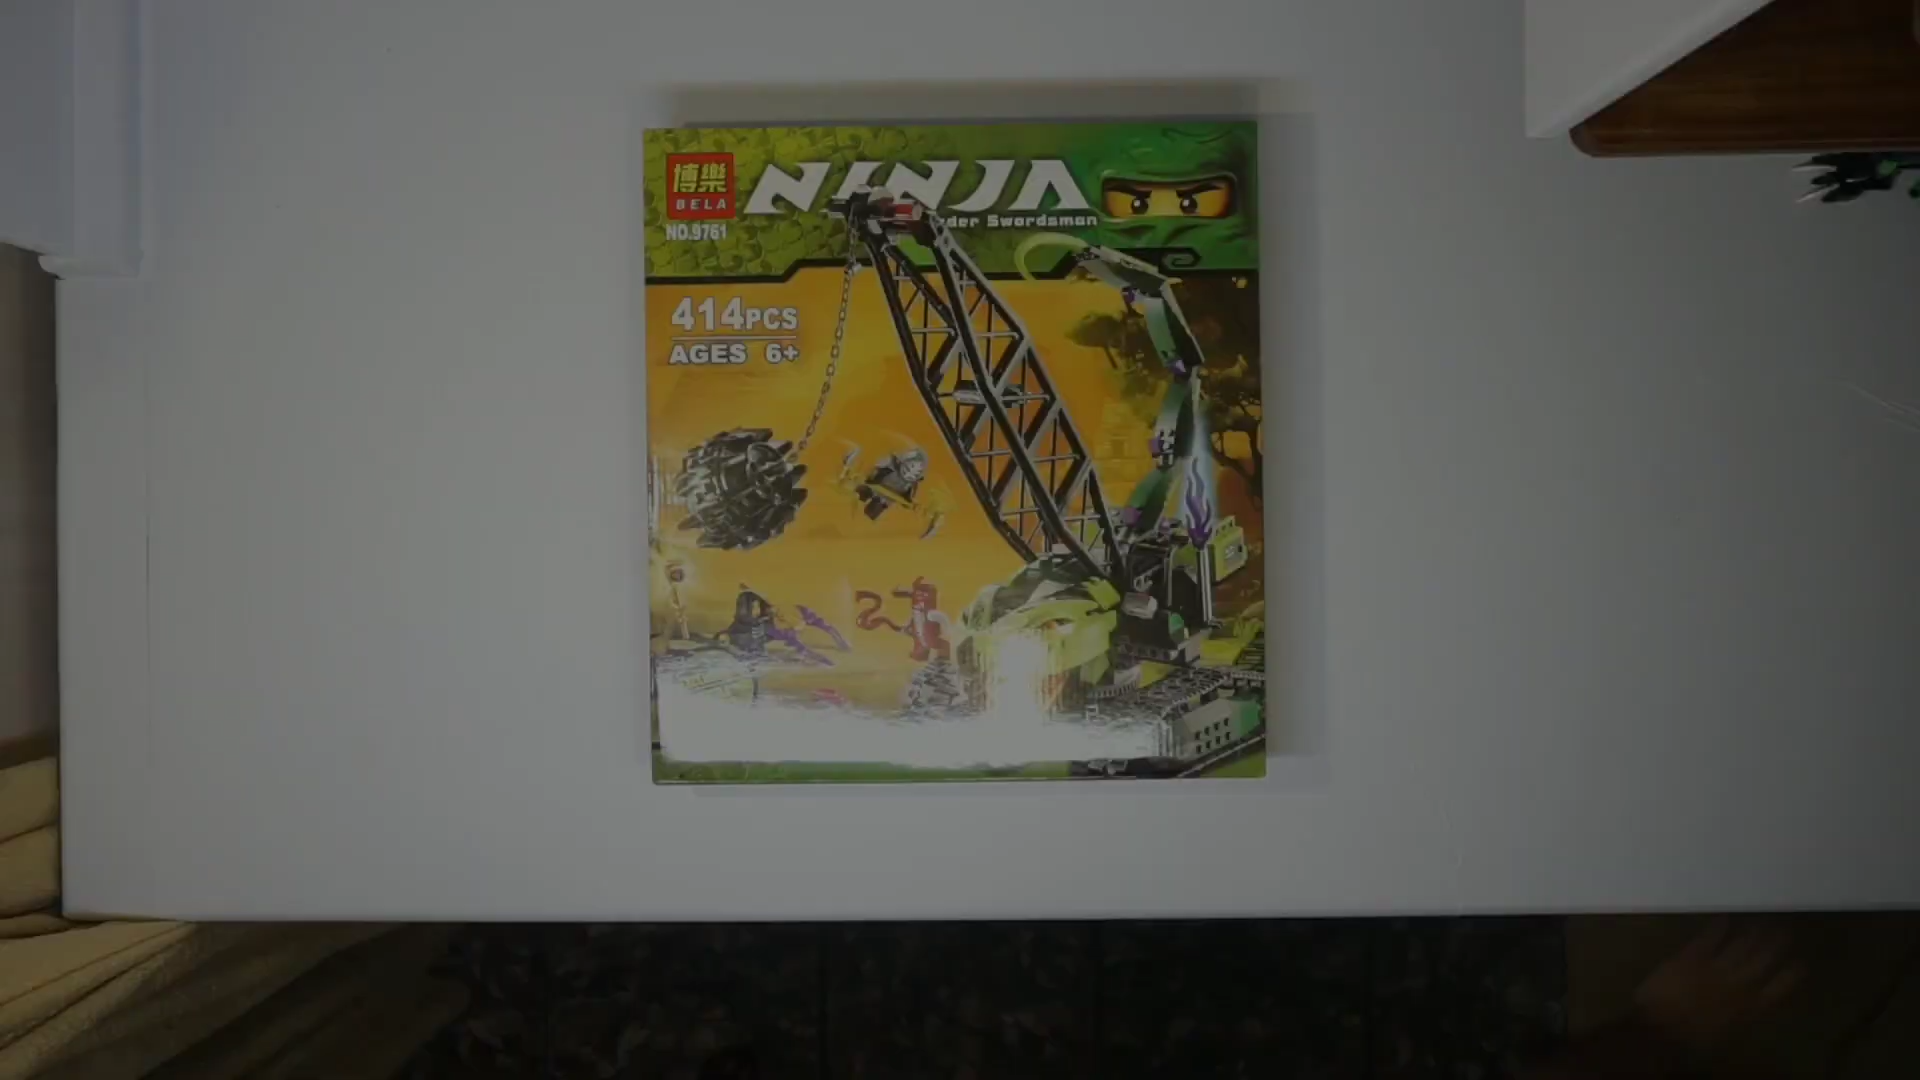 博樂
BELA
NO.9761
NINJA
Swordsman
414PCS
AGES 6+